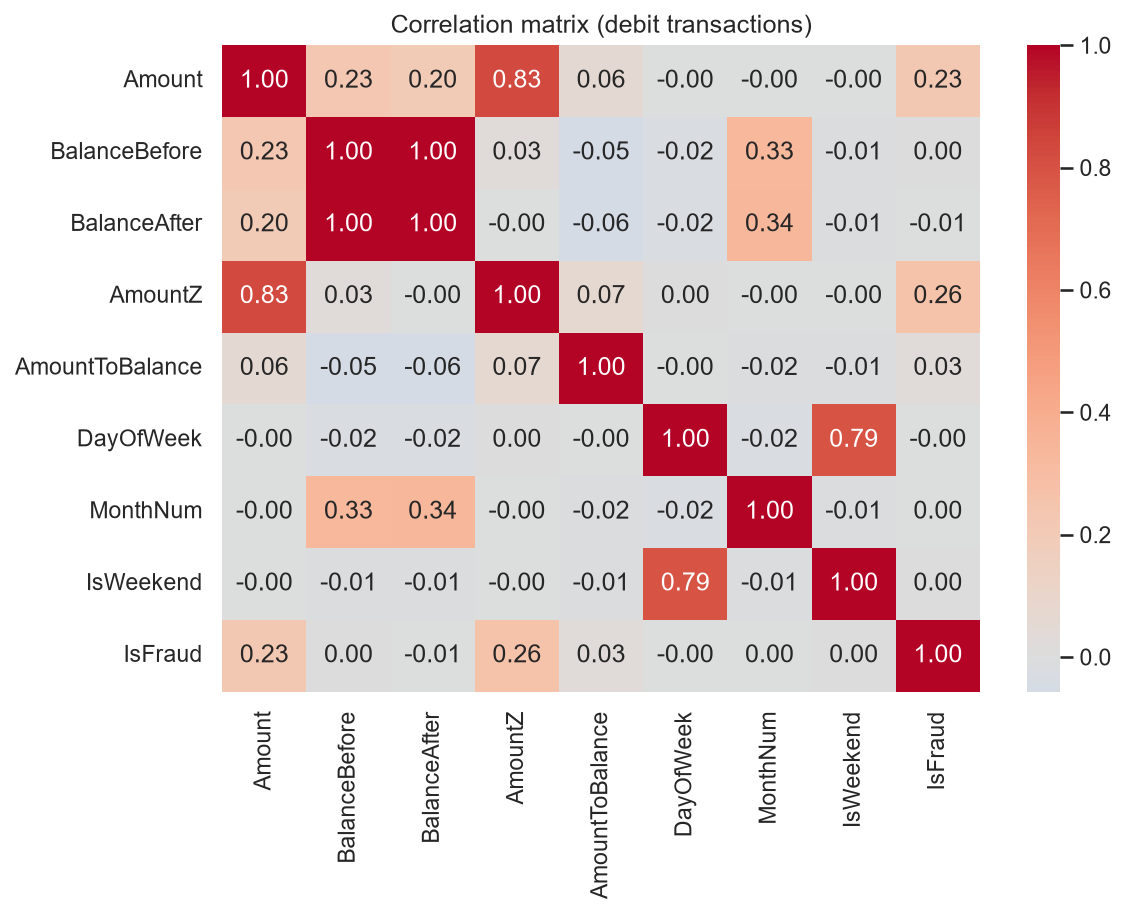 Correlation matrix (debit transactions)
Amount 1.00 0.23 0.20 0.83 0.06 -0.00 -0.00 -0.00 0.23
BalanceBefore 0.23 1.00 1.00 0.03 -0.05 -0.02 0.33 -0.01 0.00
BalanceAfter 0.20 1.00 1.00 -0.00 -0.06 -0.02 0.34 -0.01 -0.01
AmountZ 0.83 0.03 -0.00 1.00 0.07 0.00 -0.00 -0.00 0.26
AmountToBalance 0.06 -0.05 -0.06 0.07 1.00 -0.00 -0.02 -0.01 0.03
DayOfWeek -0.00 -0.02 -0.02 0.00 -0.00 1.00 -0.02 0.79 -0.00
MonthNum -0.00 0.33 0.34 -0.00 -0.02 -0.02 1.00 -0.01 0.00
IsWeekend -0.00 -0.01 -0.01 -0.00 -0.01 0.79 -0.01 1.00 0.00
IsFraud 0.23 0.00 -0.01 0.26 0.03 -0.00 0.00 0.00 1.00
Amount
BalanceBefore
BalanceAfter
AmountZ
AmountToBalance
DayOfWeek
MonthNum
IsWeekend
IsFraud
1.0
0.8
0.6
0.4
0.2
0.0